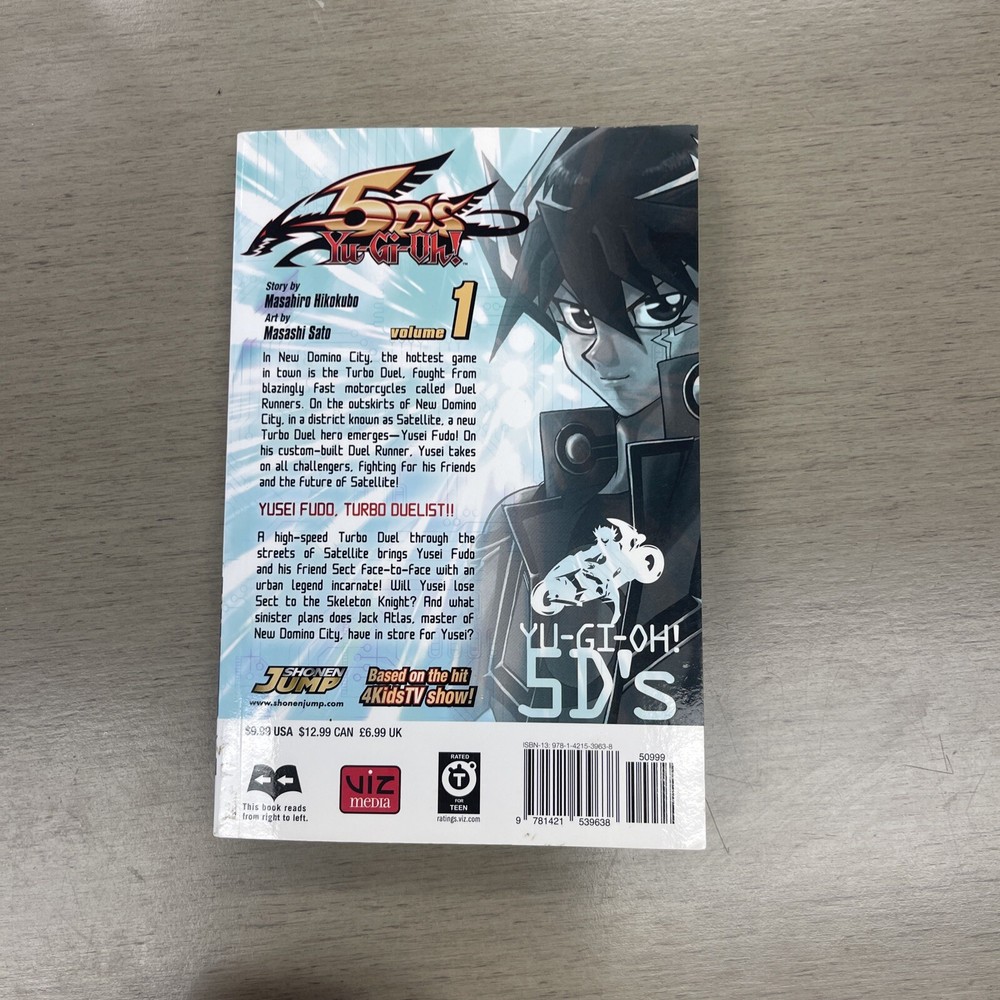 5D's
Yu-Gi-Oh!™
Story by
Masahiro Hikokubo
Art by
Masashi Sato
volume 1
In New Domino City, the hottest game
in town is the Turbo Duel, fought from
blazingly fast motorcycles called Duel
Runners. On the outskirts of New Domino
City, in a district known as Satellite, a new
Turbo Duel hero emerges—Yusei Fudo! On
his custom-built Duel Runner, Yusei takes
on all challengers, fighting for his friends
and the future of Satellite!
YUSEI FUDO, TURBO DUELIST!!
A high-speed Turbo Duel through the
streets of Satellite brings Yusei Fudo
and his friend Sect face-to-face with an
urban legend incarnate! Will Yusei lose
Sect to the Skeleton Knight? And what
sinister plans does Jack Atlas, master of
New Domino City, have in store for Yusei?
YU-GI-OH!
5D's
SHONEN
JUMP
www.shonenjump.com
Based on the hit
4KidsTV show!
$9.99 USA $12.99 CAN £6.99 UK
This book reads
from right to left.
VIZ
MEDIA
RATED
T
FOR
TEEN
ratings.viz.com
ISBN-13: 978-1-4215-3963-8
50999
9 781421 539638